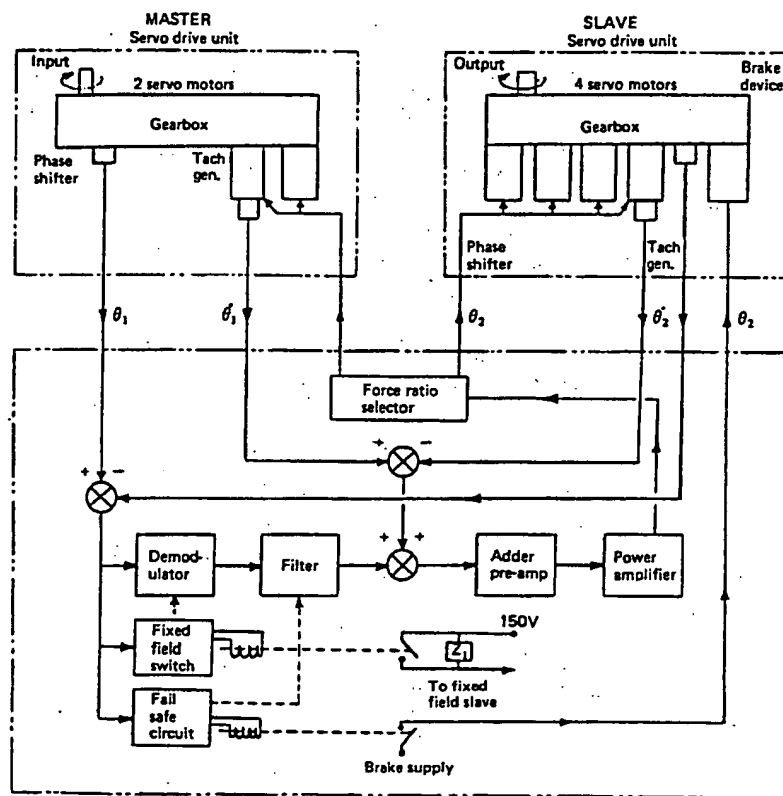 MASTER
Servo drive unit
SLAVE
Servo drive unit
Input
2 servo motors
Gearbox
Phase
shifter
Tach
gen.
Output
4 servo motors
Brake
device
Gearbox
Phase
shifter
Tach
gen.
θ₁
θ̇₁
θ₂
θ̇₂
θ₂
Force ratio
selector
+ −
+ −
+ +
Demod-
ulator
Filter
Adder
pre-amp
Power
amplifier
Fixed
field
switch
150V
Z₁
To fixed
field slave
Fail
safe
circuit
Brake supply